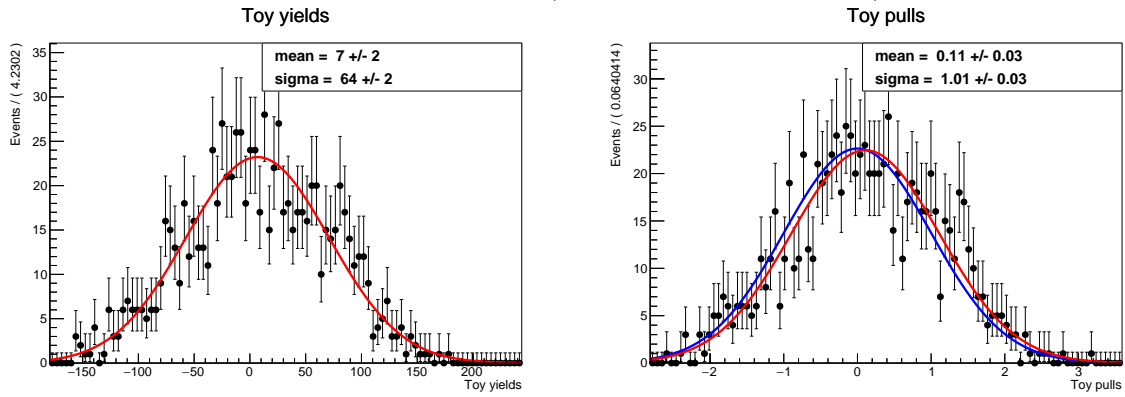 Toy yields
mean = 7 +/- 2
sigma = 64 +/- 2
Events / ( 4.2302 )
35
30
25
20
15
10
5
0
−150 −100 −50 0 50 100 150 200
Toy yields
Toy pulls
mean = 0.11 +/- 0.03
sigma = 1.01 +/- 0.03
Events / ( 0.0640414 )
30
25
20
15
10
5
0
−2 −1 0 1 2 3
Toy pulls